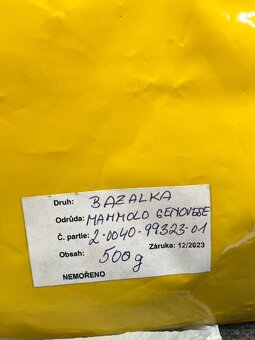 Druh: BAZALKA
Odrůda: MAMMOLO GENOVESE
Č. partie: 2-0040-99323-01
Obsah: 500g Záruka: 12/2023
NEMOŘENO